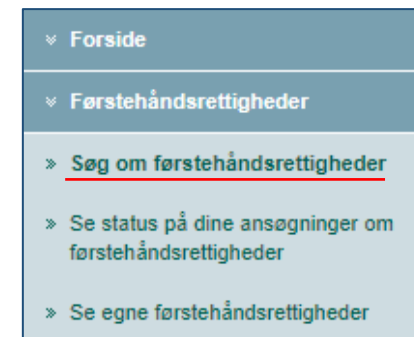 Forside
Førstehåndsrettigheder
» Søg om førstehåndsrettigheder
» Se status på dine ansøgninger om
førstehåndsrettigheder
» Se egne førstehåndsrettigheder